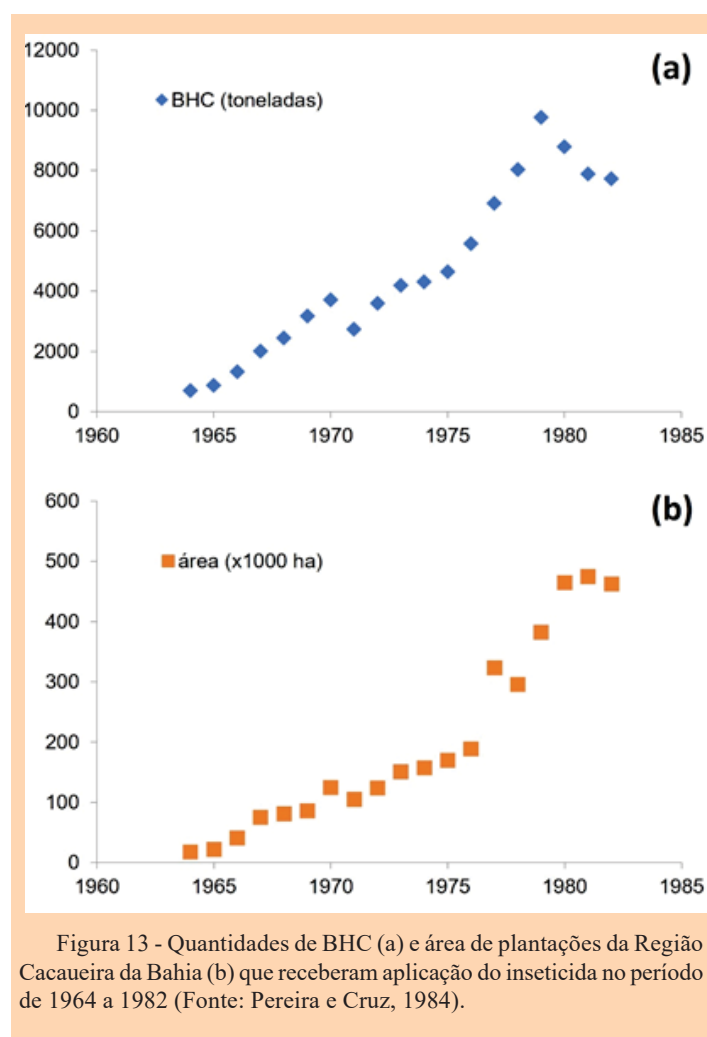 12000
(a)
BHC (toneladas)
10000
8000
6000
4000
2000
0
1960 1965 1970 1975 1980 1985
600
(b)
área (x1000 ha)
500
400
300
200
100
0
1960 1965 1970 1975 1980 1985
Figura 13 - Quantidades de BHC (a) e área de plantações da Região
Cacaueira da Bahia (b) que receberam aplicação do inseticida no período
de 1964 a 1982 (Fonte: Pereira e Cruz, 1984).